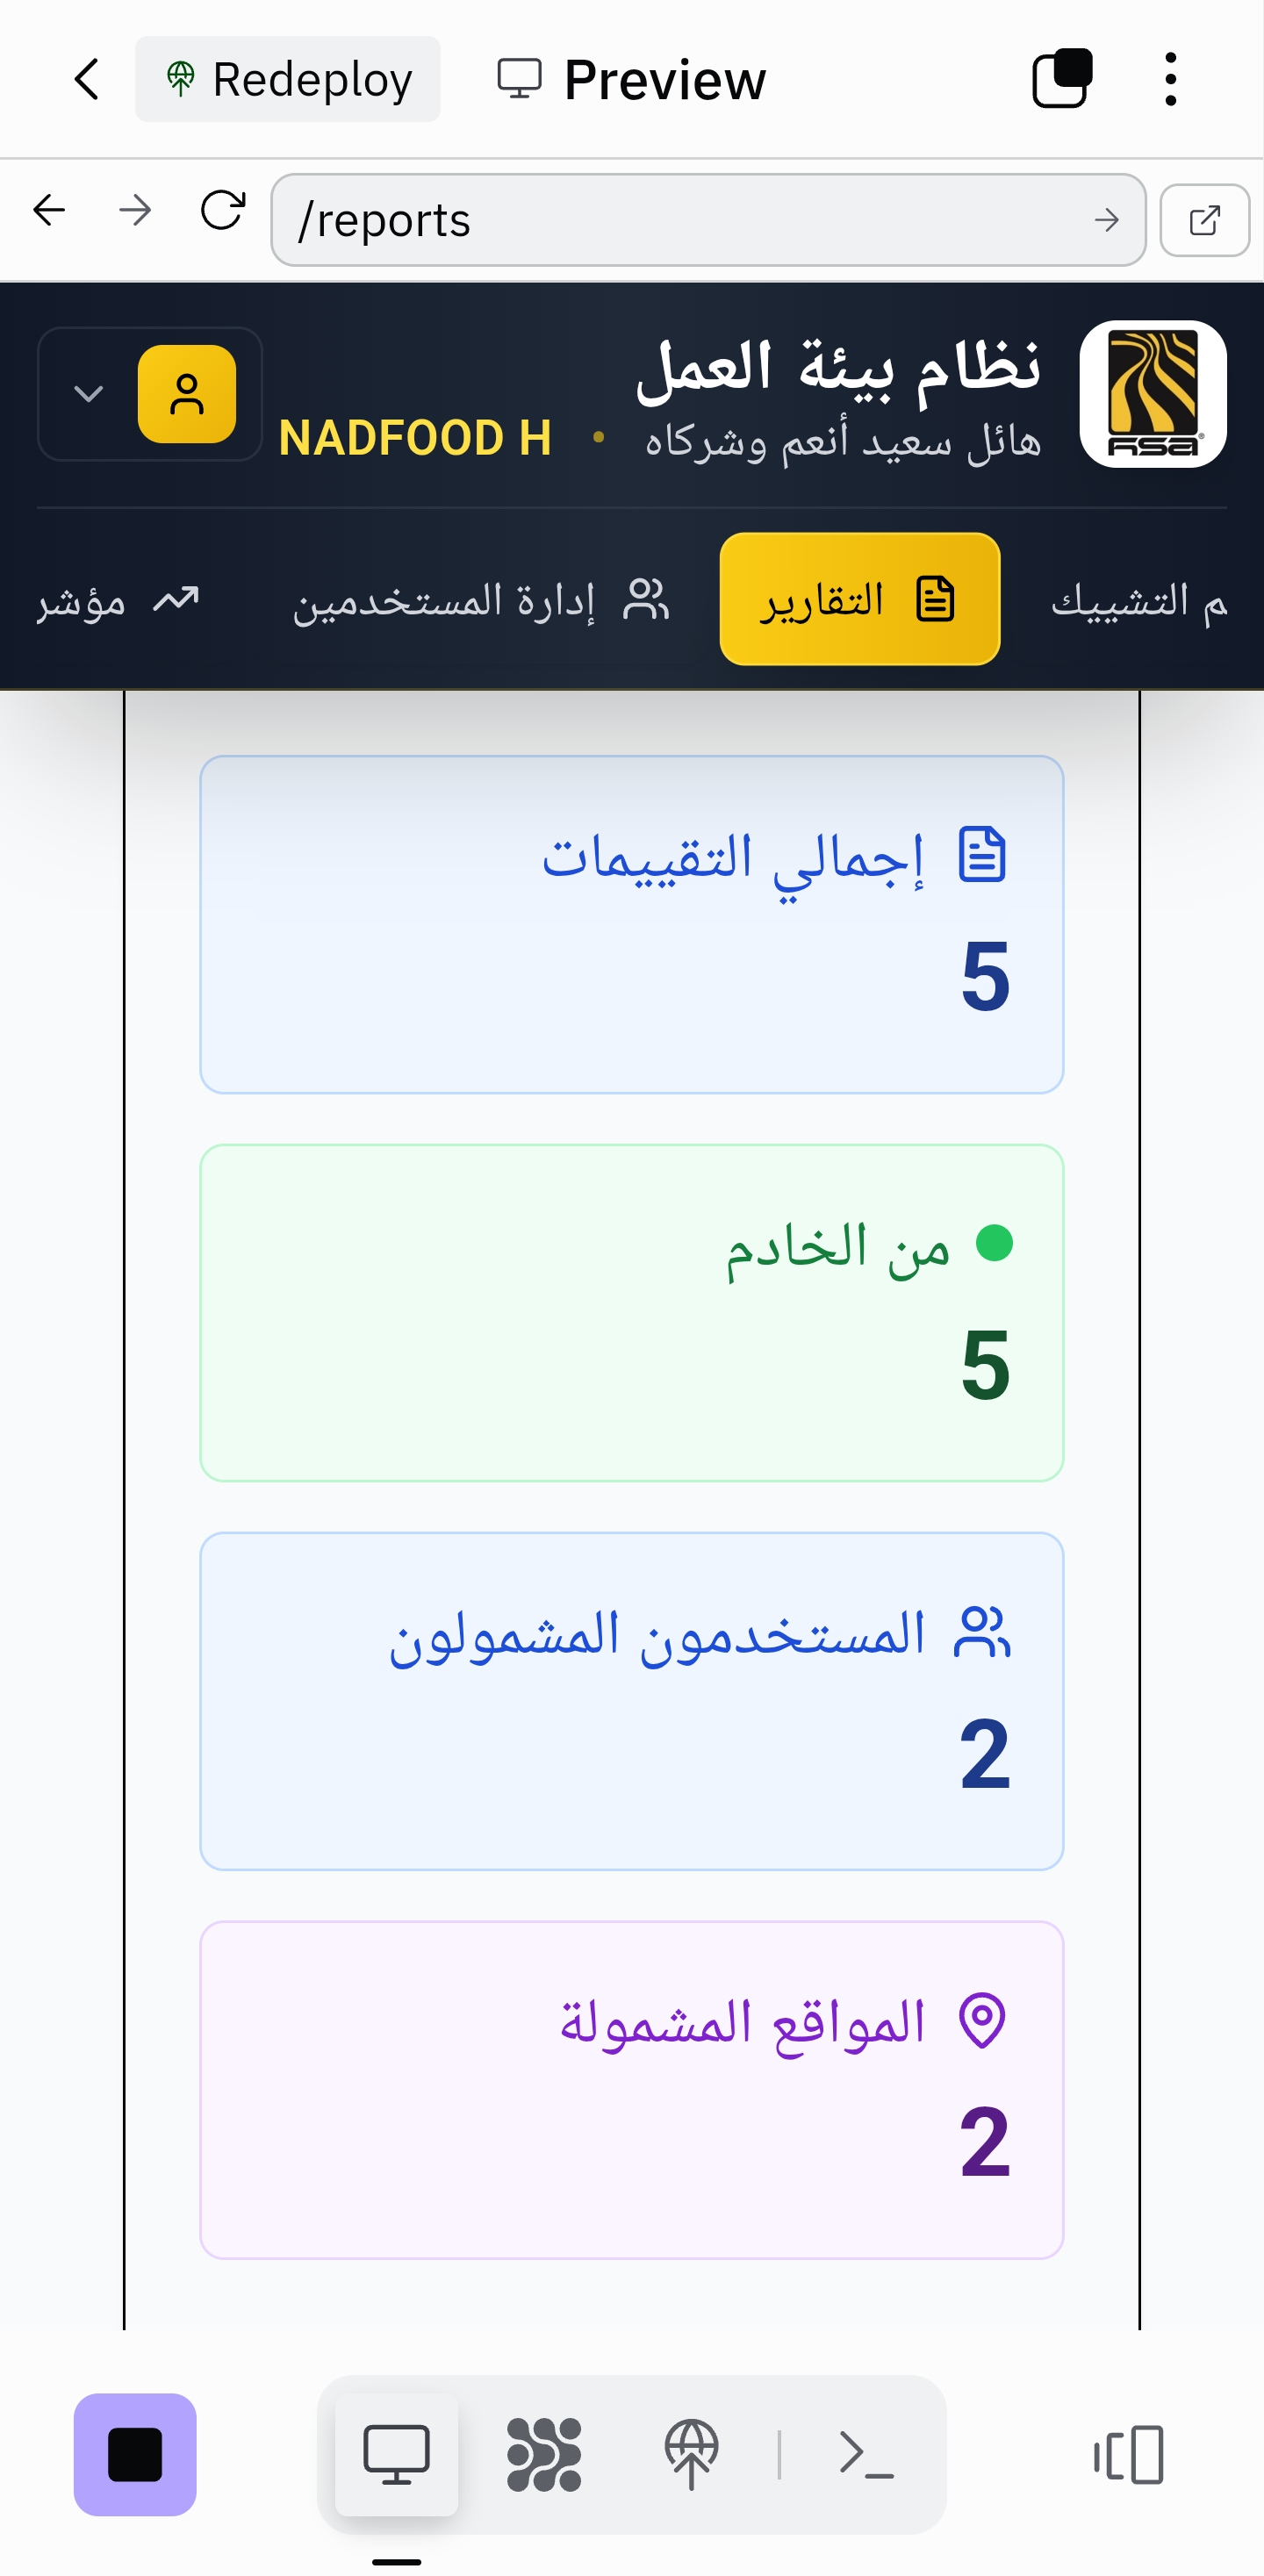 Redeploy
Preview
/reports
نظام بيئة العمل
هائل سعيد أنعم وشركاه • NADFOOD H
HSA®
م التشييك
التقارير
إدارة المستخدمين
مؤشر
إجمالي التقييمات
5
من الخادم
5
المستخدمون المشمولون
2
المواقع المشمولة
2